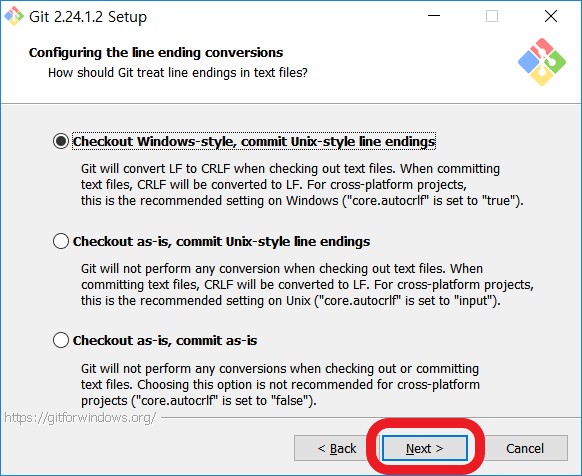 Git 2.24.1.2 Setup
Configuring the line ending conversions
How should Git treat line endings in text files?
Checkout Windows-style, commit Unix-style line endings
Git will convert LF to CRLF when checking out text files. When committing
text files, CRLF will be converted to LF. For cross-platform projects,
this is the recommended setting on Windows ("core.autocrlf" is set to "true").
Checkout as-is, commit Unix-style line endings
Git will not perform any conversion when checking out text files. When
committing text files, CRLF will be converted to LF. For cross-platform projects,
this is the recommended setting on Unix ("core.autocrlf" is set to "input").
Checkout as-is, commit as-is
Git will not perform any conversions when checking out or committing
text files. Choosing this option is not recommended for cross-platform
projects ("core.autocrlf" is set to "false").
https://gitforwindows.org/
< Back
Next >
Cancel